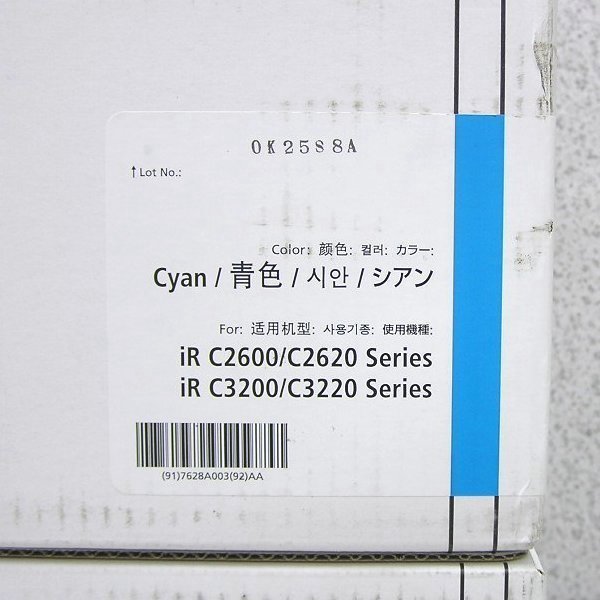 OK2588A
↑Lot No.:
Color: 颜色: 컬러: カラー:
Cyan / 青色 / 시안 / シアン
For: 适用机型: 사용기종: 使用機種:
iR C2600/C2620 Series
iR C3200/C3220 Series
(91)7628A003(92)AA